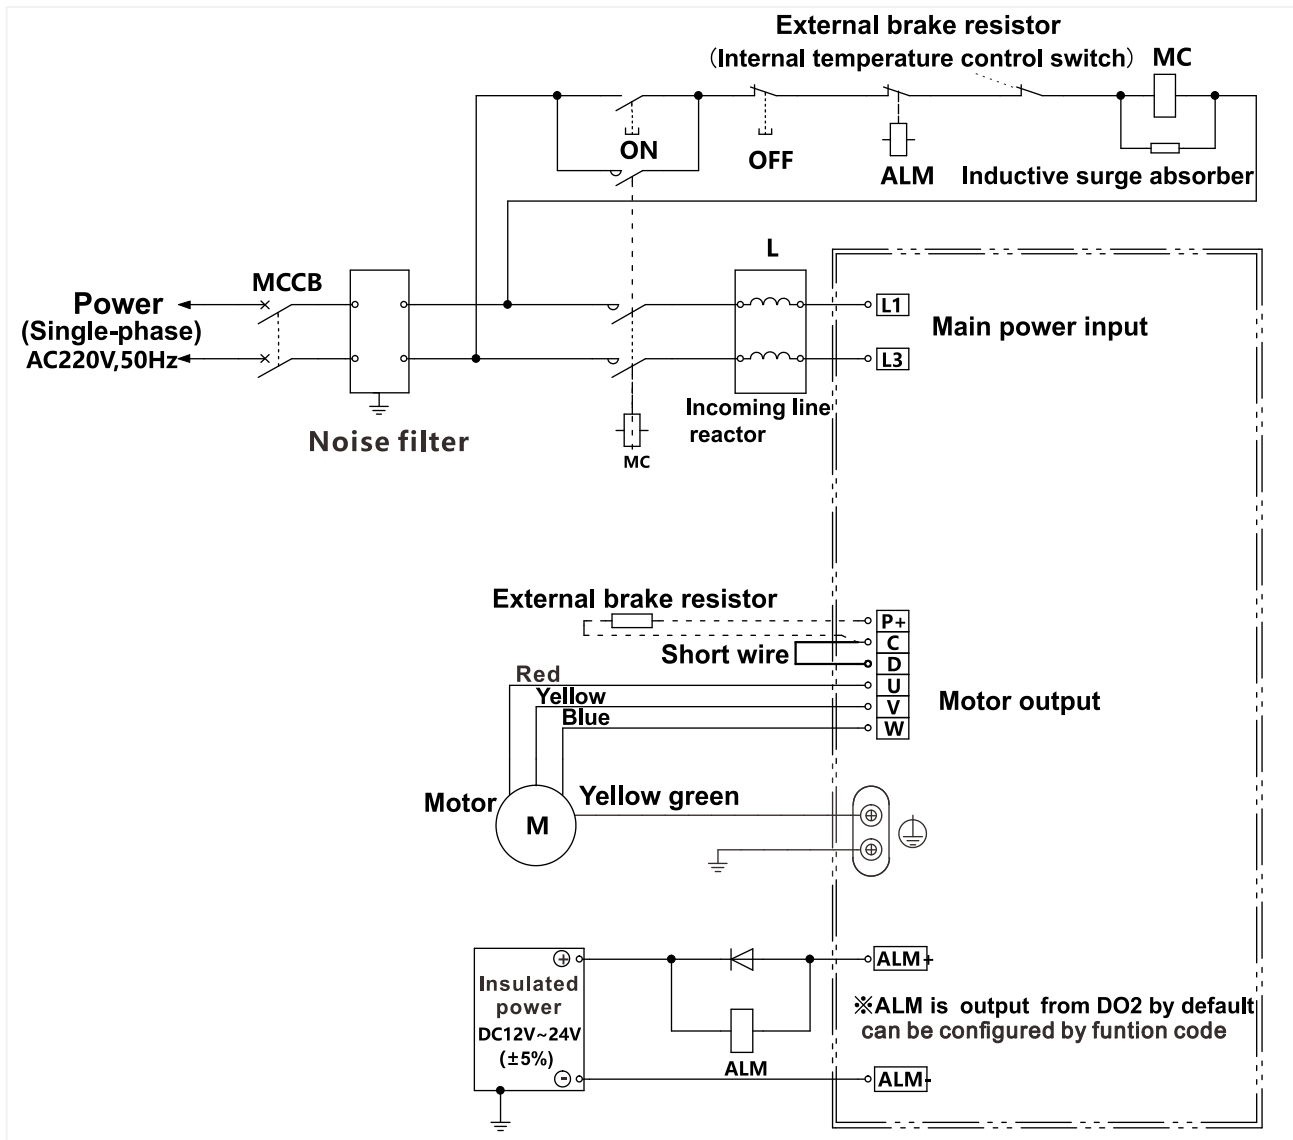 External brake resistor
（Internal temperature control switch） MC
ON
OFF
ALM
Inductive surge absorber
L
MCCB
Power
(Single-phase)
AC220V,50Hz
L1
Main power input
L3
Incoming line
reactor
Noise filter
MC
External brake resistor
P+
C
Short wire
D
Red
U
Yellow
V
Motor output
Blue
W
Motor
M
Yellow green
Insulated
power
DC12V~24V
(±5%)
+
-
ALM+
※ALM is output from DO2 by default
can be configured by funtion code
ALM
ALM-